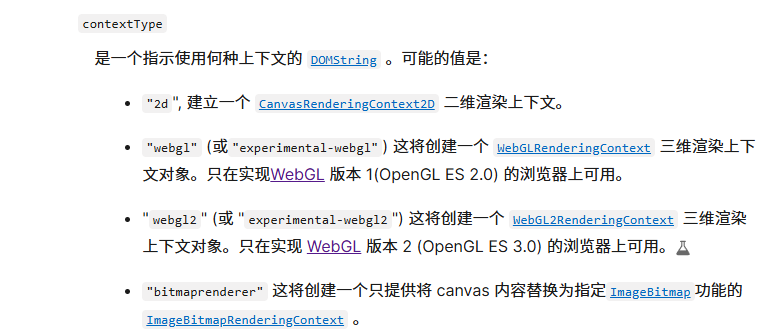 contextType
是一个指示使用何种上下文的 DOMString 。可能的值是：
• "2d", 建立一个 CanvasRenderingContext2D 二维渲染上下文。
• "webgl" (或"experimental-webgl") 这将创建一个 WebGLRenderingContext 三维渲染上下
文对象。只在实现WebGL 版本 1(OpenGL ES 2.0) 的浏览器上可用。
• "webgl2" (或 "experimental-webgl2") 这将创建一个 WebGL2RenderingContext 三维渲染
上下文对象。只在实现 WebGL 版本 2 (OpenGL ES 3.0) 的浏览器上可用。
• "bitmaprenderer" 这将创建一个只提供将 canvas 内容替换为指定 ImageBitmap 功能的
ImageBitmapRenderingContext 。